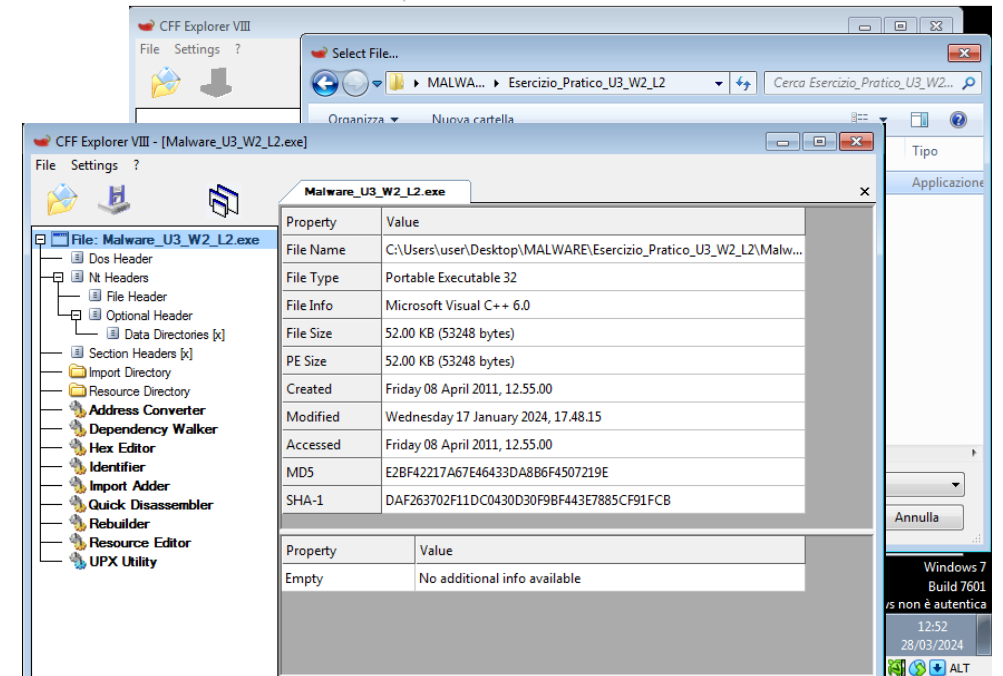 CFF Explorer VIII
File Settings ?
Select File...
MALWA... Esercizio_Pratico_U3_W2_L2
Cerca Esercizio_Pratico_U3_W2...
Organizza Nuova cartella
Tipo
Applicazione
CFF Explorer VIII - [Malware_U3_W2_L2.exe]
File Settings ?
Malware_U3_W2_L2.exe
File: Malware_U3_W2_L2.exe
Dos Header
Nt Headers
File Header
Optional Header
Data Directories [x]
Section Headers [x]
Import Directory
Resource Directory
Address Converter
Dependency Walker
Hex Editor
Identifier
Import Adder
Quick Disassembler
Rebuilder
Resource Editor
UPX Utility
Property Value
File Name C:\Users\user\Desktop\MALWARE\Esercizio_Pratico_U3_W2_L2\Malw...
File Type Portable Executable 32
File Info Microsoft Visual C++ 6.0
File Size 52.00 KB (53248 bytes)
PE Size 52.00 KB (53248 bytes)
Created Friday 08 April 2011, 12.55.00
Modified Wednesday 17 January 2024, 17.48.15
Accessed Friday 08 April 2011, 12.55.00
MD5 E2BF42217A67E46433DA8B6F4507219E
SHA-1 DAF263702F11DC0430D30F9BF443E7885CF91FCB
Property Value
Empty No additional info available
Annulla
Windows 7
Build 7601
ws non è autentica
12:52
28/03/2024
ALT